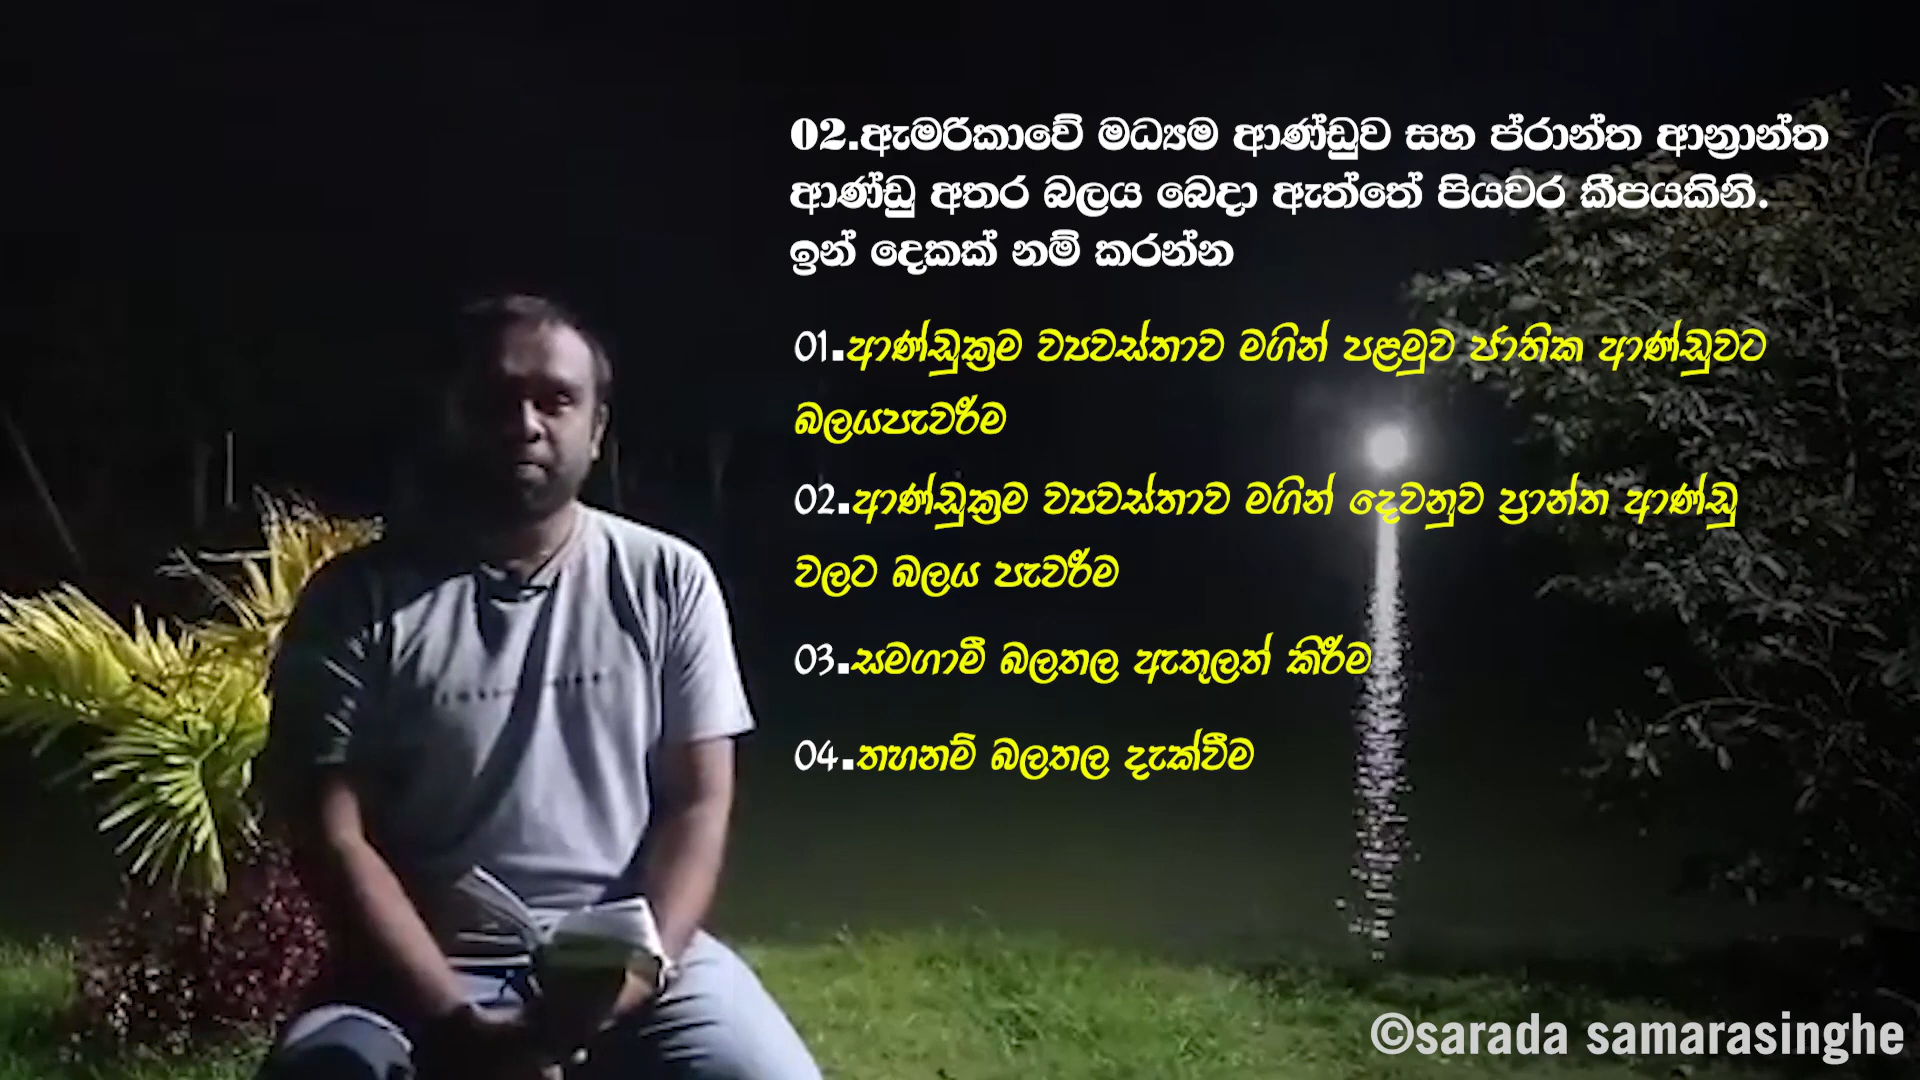 02.ඇමරිකාවේ මධ්‍යම ආණ්ඩුව සහ ප්රාන්ත ආන්‍රාන්ත
ආණ්ඩු අතර බලය බෙදා ඇත්තේ පියවර කීපයකිනි.
ඉන් දෙකක් නම් කරන්න
01.ආණ්ඩුක්‍රම ව්‍යවස්තාව මගින් පළමුව ජාතික ආණ්ඩුවට
බලයපැවරීම
02.ආණ්ඩුක්‍රම ව්‍යවස්තාව මගින් දෙවනුව ප්‍රාන්ත ආණ්ඩු
වලට බලය පැවරීම
03.සමගාමී බලතල ඇතුලත් කිරීම
04.තහනම් බලතල දැක්වීම
©sarada samarasinghe